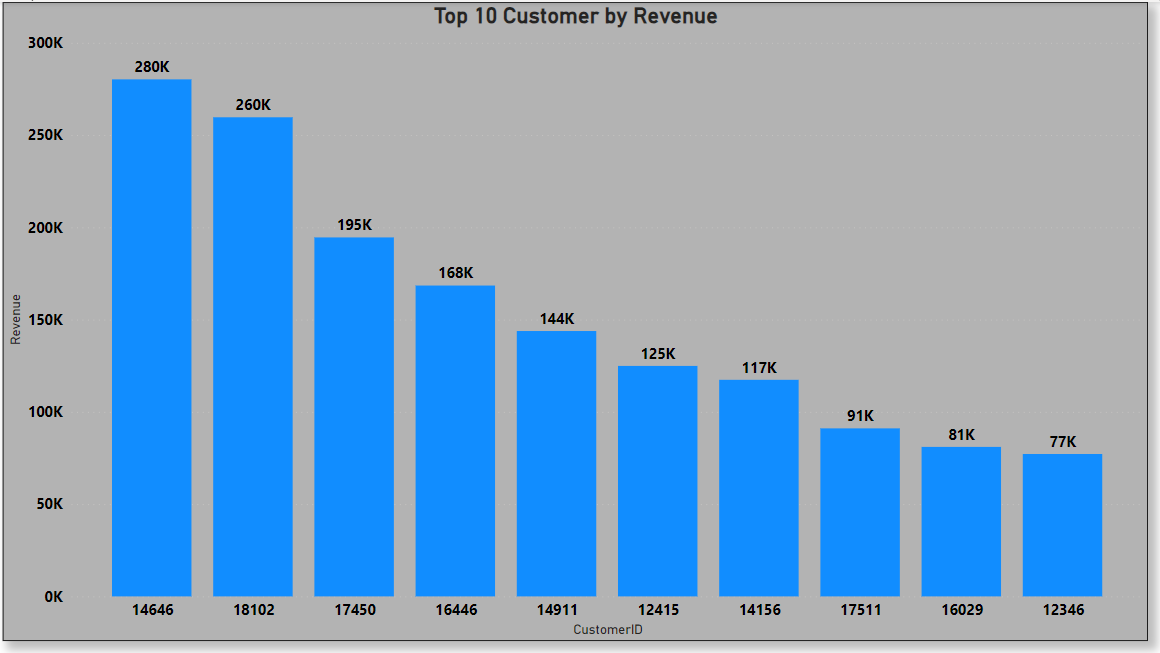 Top 10 Customer by Revenue
300K
250K
200K
150K
100K
50K
0K
Revenue
280K
260K
195K
168K
144K
125K
117K
91K
81K
77K
14646 18102 17450 16446 14911 12415 14156 17511 16029 12346
CustomerID